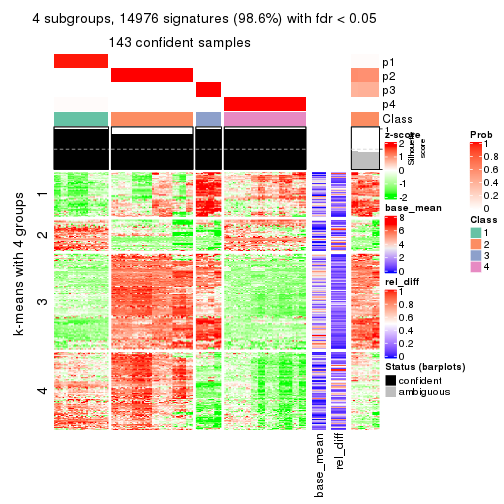 4 subgroups, 14976 signatures (98.6%) with fdr < 0.05
143 confident samples
p1
p2
p3
p4
Class
1
Silhouette
score
z-score
2
1
0
-1
-2
base_mean
8
6
4
2
0
rel_diff
1
0.8
0.6
0.4
0.2
0
Status (barplots)
confident
ambiguous
Prob
1
0.8
0.6
0.4
0.2
0
Class
1
2
3
4
k-means with 4 groups
1
2
3
4
base_mean
rel_diff